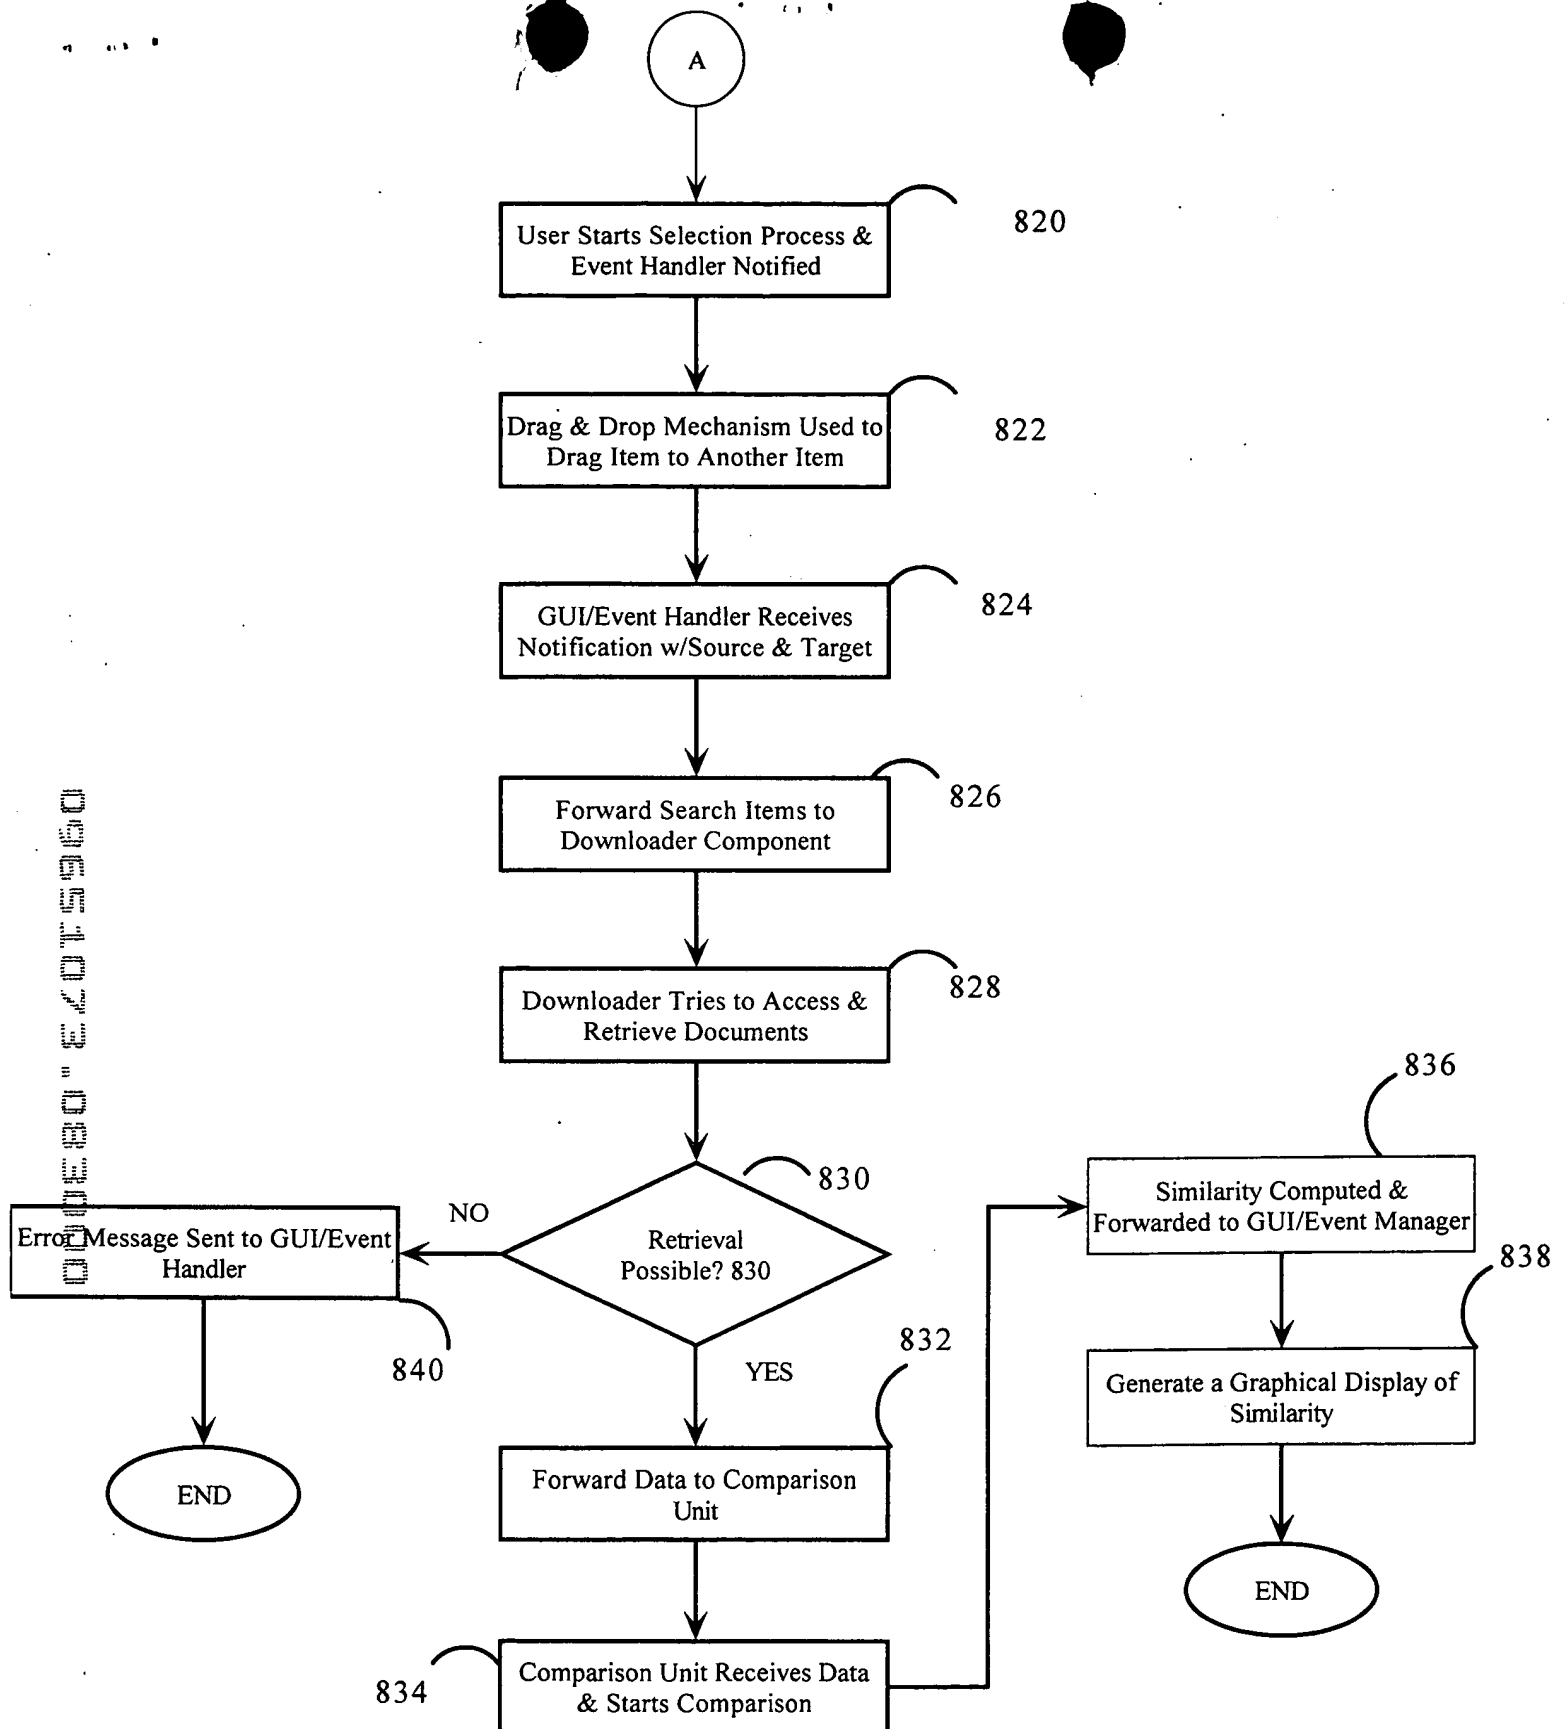 A
820
User Starts Selection Process &
Event Handler Notified
822
Drag & Drop Mechanism Used to
Drag Item to Another Item
824
GUI/Event Handler Receives
Notification w/Source & Target
826
Forward Search Items to
Downloader Component
828
Downloader Tries to Access &
Retrieve Documents
830
Retrieval
Possible? 830
NO
Error Message Sent to GUI/Event
Handler
840
END
YES
832
Forward Data to Comparison
Unit
834
Comparison Unit Receives Data
& Starts Comparison
836
Similarity Computed &
Forwarded to GUI/Event Manager
838
Generate a Graphical Display of
Similarity
END
09651073.083000